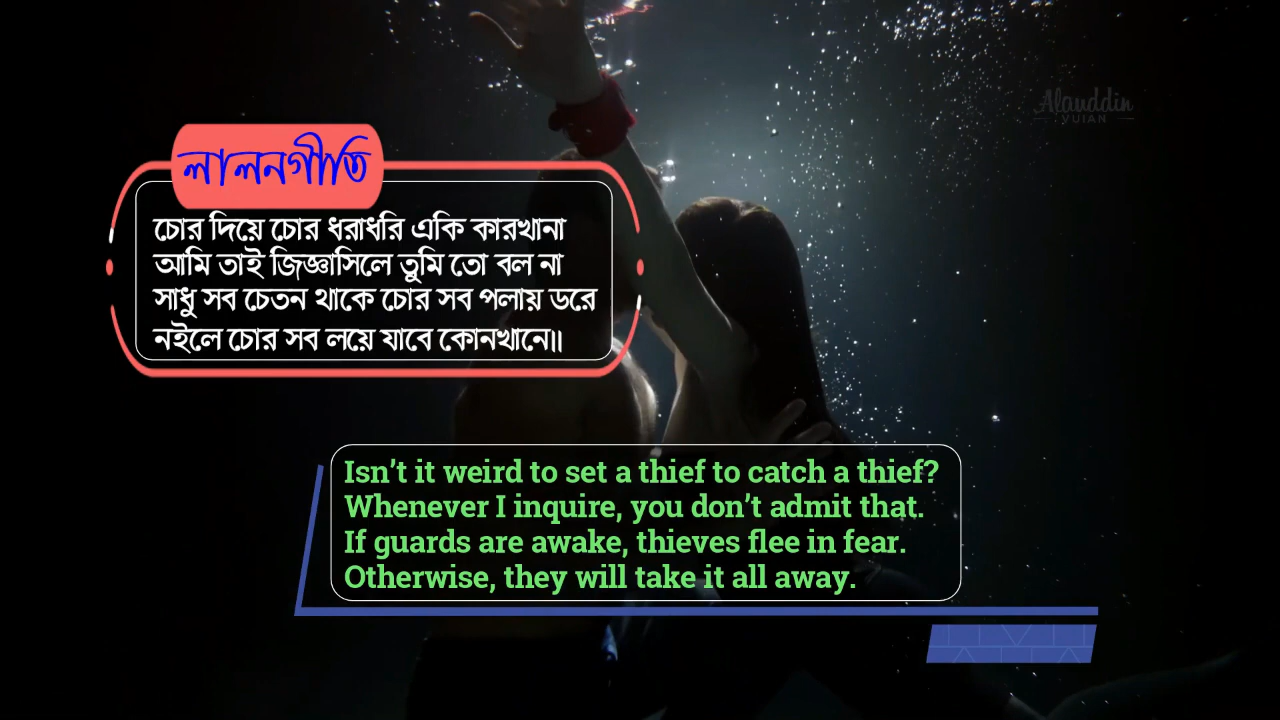 Alauddin
VUIAN
লালনগীতি
চোর দিয়ে চোর ধরাধরি একি কারখানা
আমি তাই জিজ্ঞাসিলে তুমি তো বল না
সাধু সব চেতন থাকে চোর সব পলায় ডরে
নইলে চোর সব লয়ে যাবে কোনখানে॥
Isn't it weird to set a thief to catch a thief?
Whenever I inquire, you don't admit that.
If guards are awake, thieves flee in fear.
Otherwise, they will take it all away.